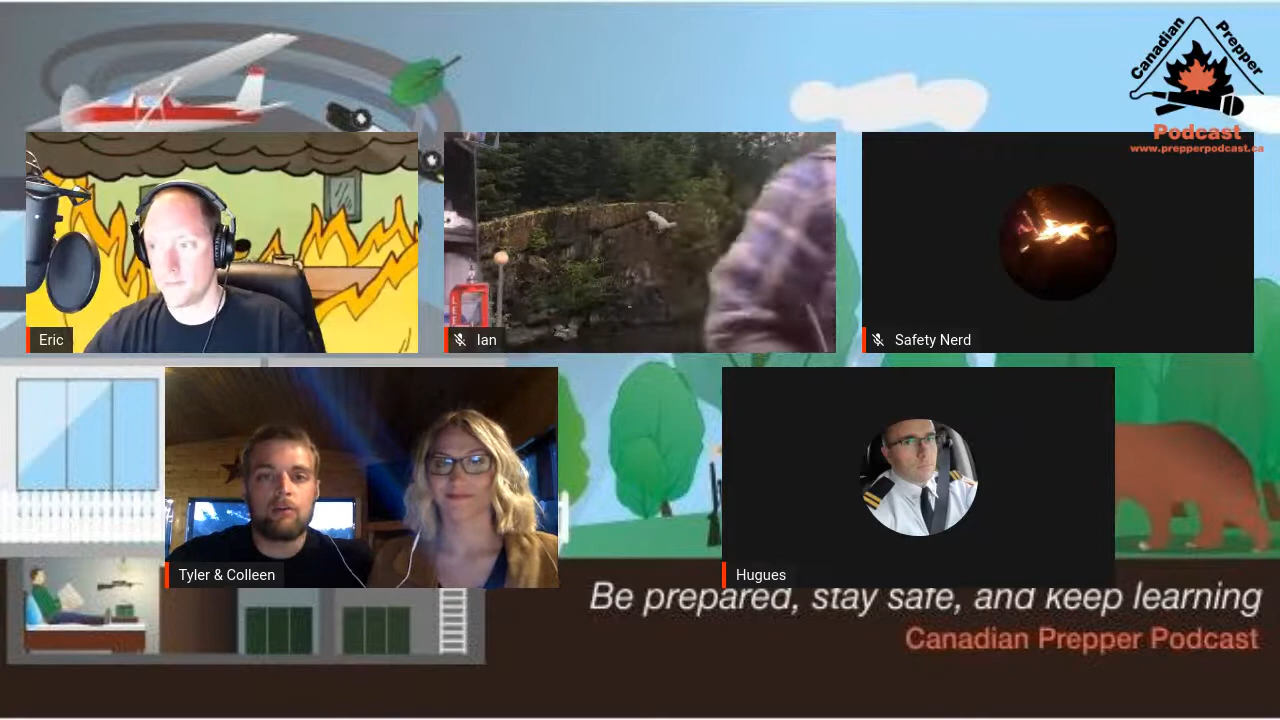 Canadian Prepper
Podcast
www.prepperpodcast.ca
Eric
Ian
Safety Nerd
Tyler & Colleen
Hugues
Be prepared, stay safe, and keep learning
Canadian Prepper Podcast